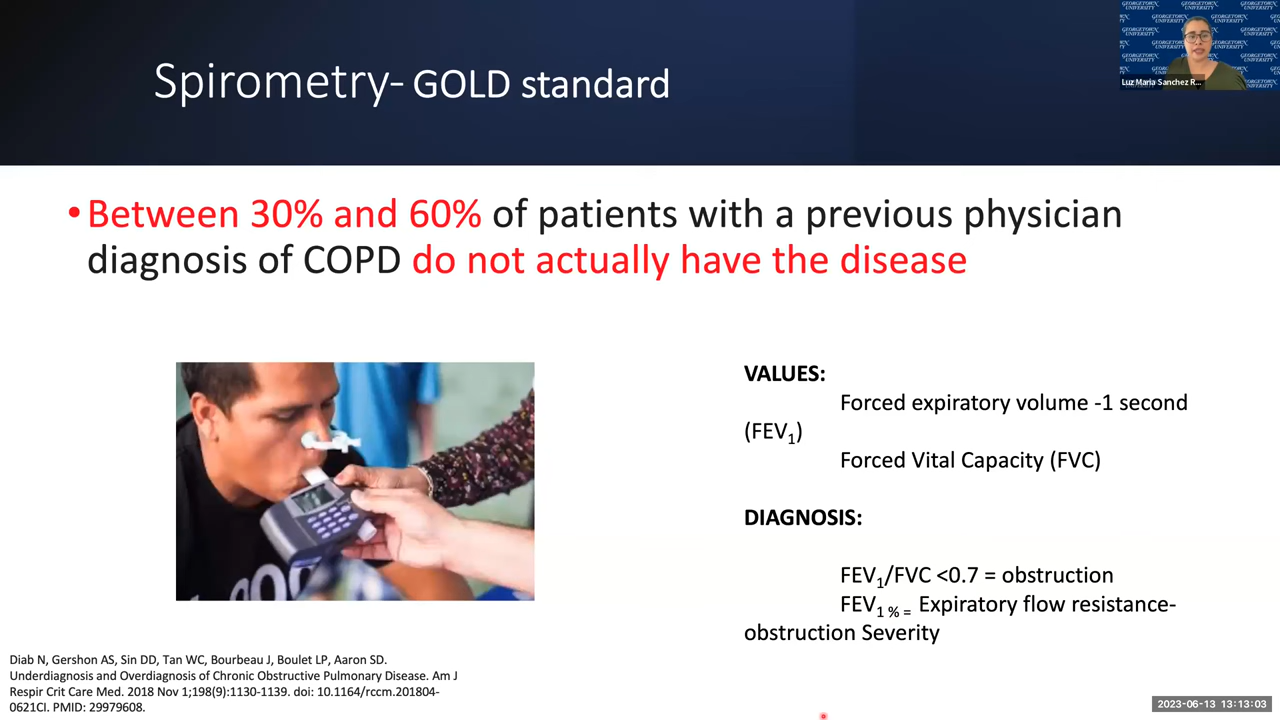 Spirometry- GOLD standard
GEORGETOWN UNIVERSITY
Luz Maria Sanchez R...
• Between 30% and 60% of patients with a previous physician
diagnosis of COPD do not actually have the disease
VALUES:
Forced expiratory volume -1 second
(FEV1)
Forced Vital Capacity (FVC)
DIAGNOSIS:
FEV1/FVC <0.7 = obstruction
FEV1 % = Expiratory flow resistance-
obstruction Severity
Diab N, Gershon AS, Sin DD, Tan WC, Bourbeau J, Boulet LP, Aaron SD.
Underdiagnosis and Overdiagnosis of Chronic Obstructive Pulmonary Disease. Am J
Respir Crit Care Med. 2018 Nov 1;198(9):1130-1139. doi: 10.1164/rccm.201804-
0621CI. PMID: 29979608.
2023-06-13 13:13:03